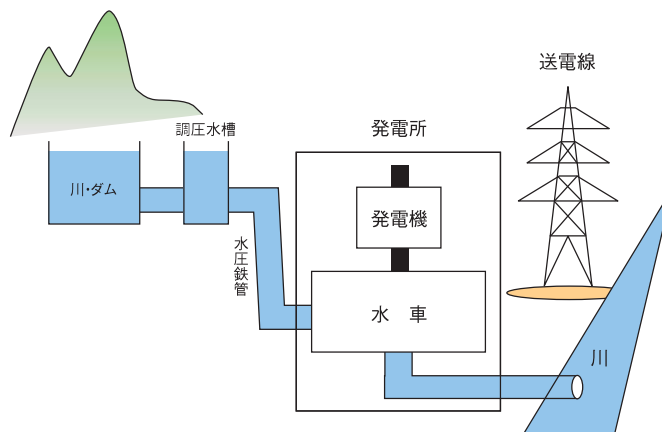 送電線
調圧水槽
発電所
川・ダム
発電機
水圧鉄管
水 車
川